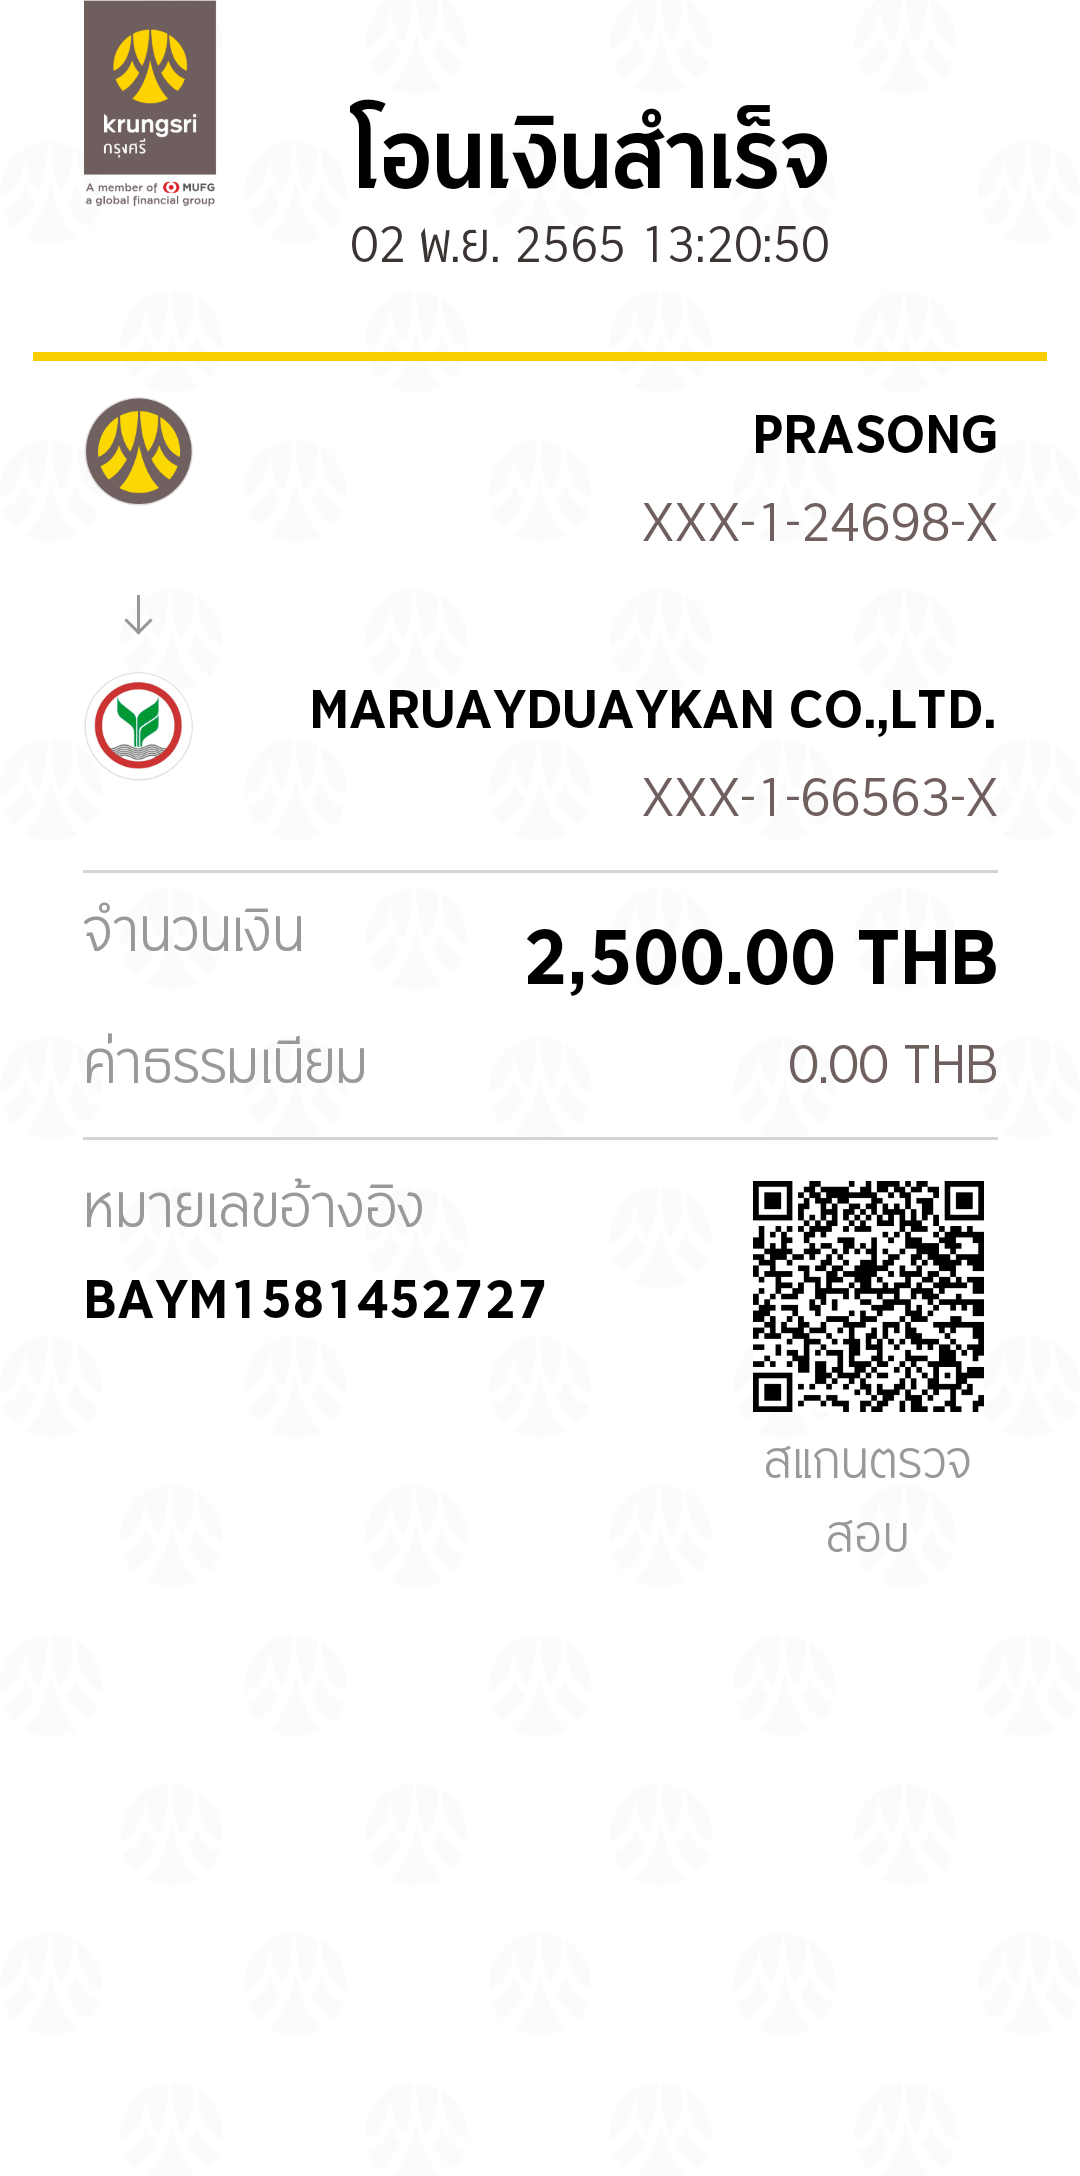 krungsri
กรุงศรี
A member of MUFG
a global financial group
โอนเงินสำเร็จ
02 พ.ย. 2565 13:20:50
PRASONG
XXX-1-24698-X
MARUAYDUAYKAN CO.,LTD.
XXX-1-66563-X
จำนวนเงิน
2,500.00 THB
ค่าธรรมเนียม
0.00 THB
หมายเลขอ้างอิง
BAYM1581452727
สแกนตรวจ
สอบ